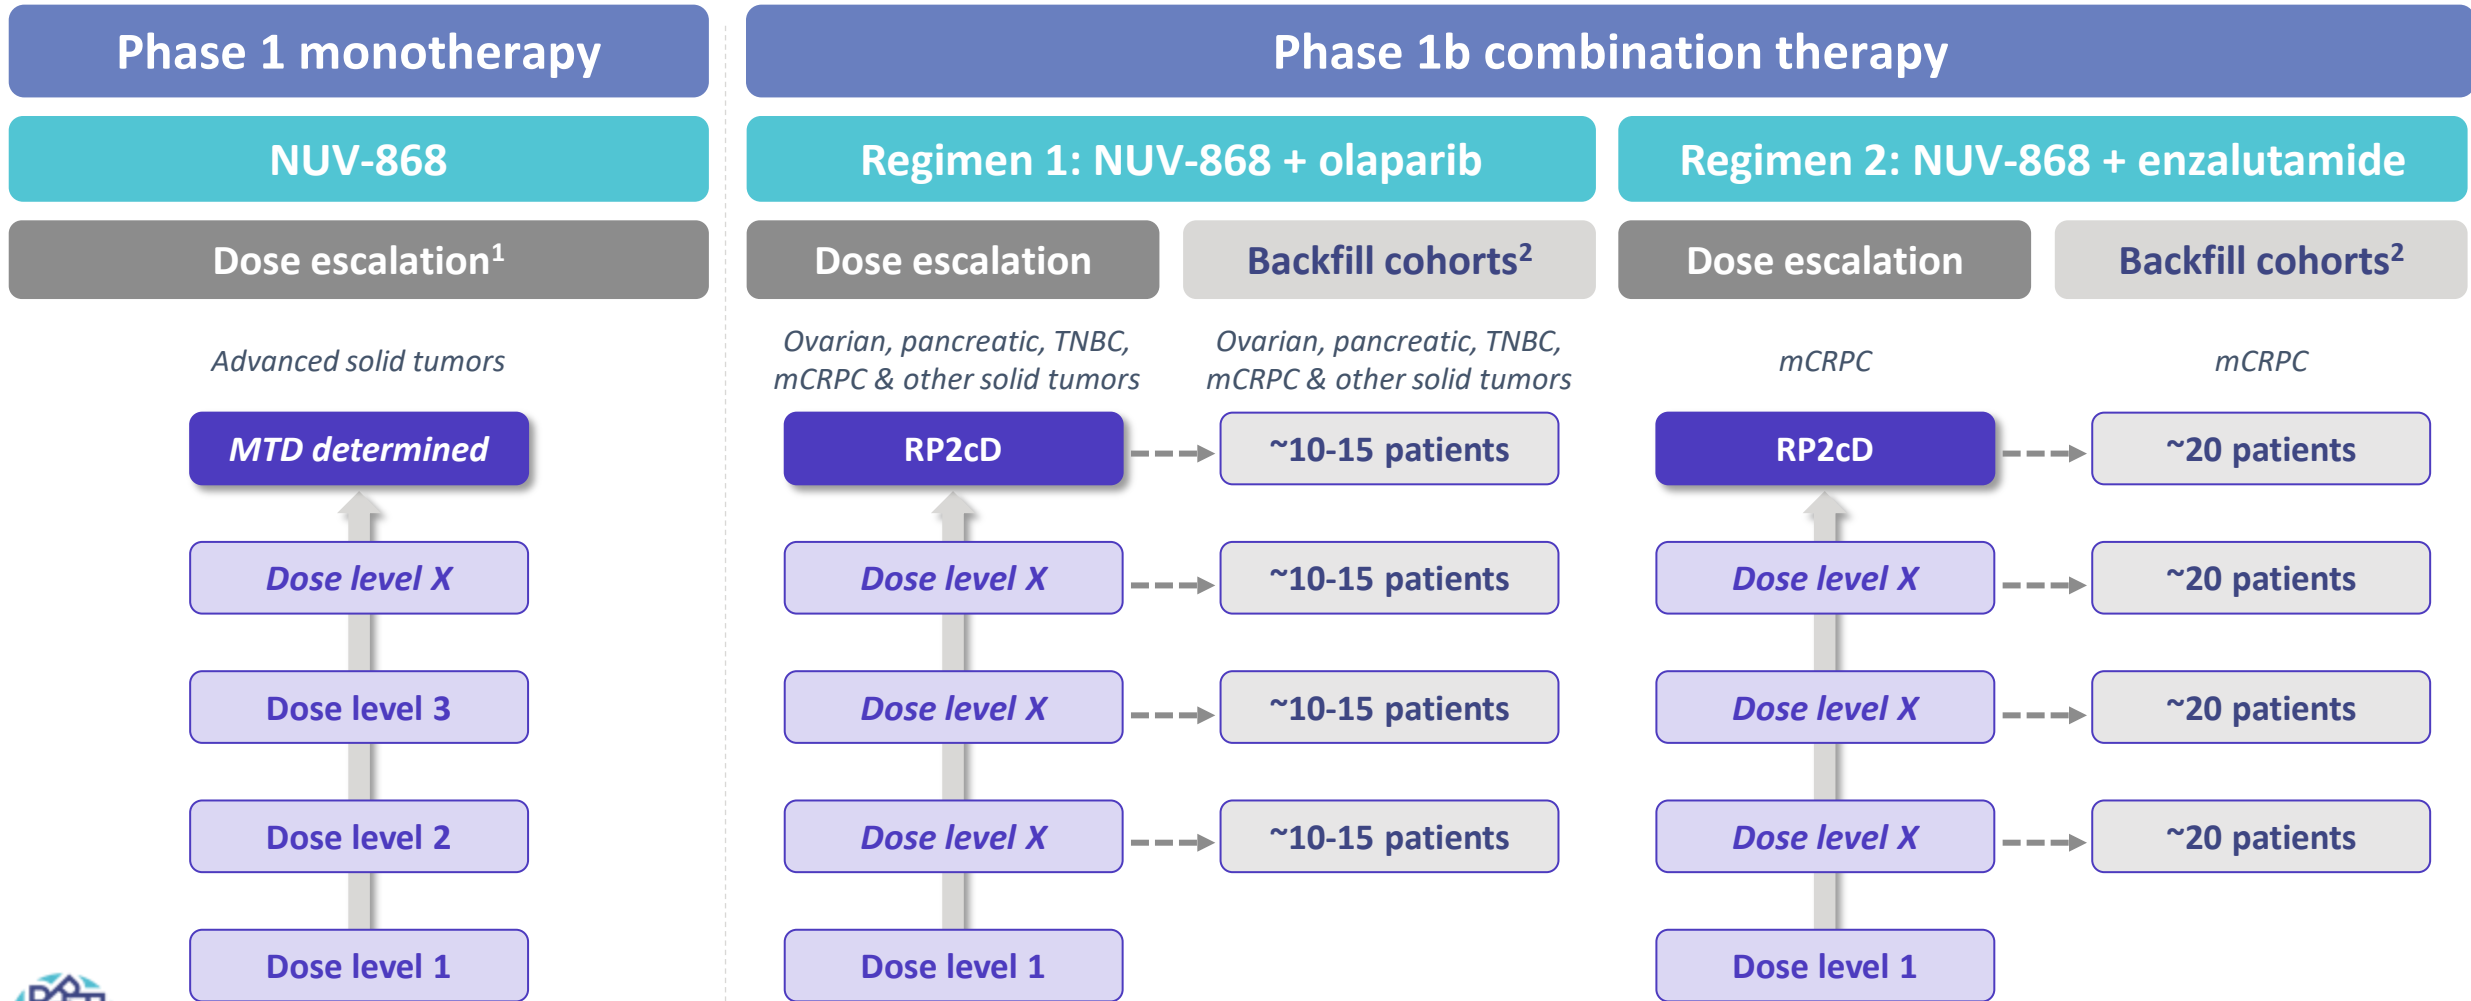 Phase 1 monotherapy
NUV-868
Dose escalation1
Advanced solid tumors
MTD determined
Dose level X
Dose level 3
Dose level 2
Dose level 1
Phase 1b combination therapy
Regimen 1: NUV-868 + olaparib
Dose escalation
Ovarian, pancreatic, TNBC,
mCRPC & other solid tumors
RP2cD
Dose level X
Dose level X
Dose level X
Dose level 1
Backfill cohorts2
Ovarian, pancreatic, TNBC,
mCRPC & other solid tumors
~10-15 patients
~10-15 patients
~10-15 patients
~10-15 patients
Regimen 2: NUV-868 + enzalutamide
Dose escalation
mCRPC
RP2cD
Dose level X
Dose level X
Dose level X
Dose level 1
Backfill cohorts2
mCRPC
~20 patients
~20 patients
~20 patients
~20 patients